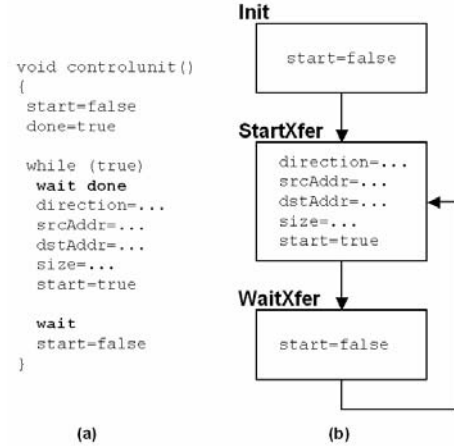 void controlunit()
{
start=false
done=true
while (true)
wait done
direction=...
srcAddr=...
dstAddr=...
size=...
start=true
wait
start=false
}
(a)
Init
start=false
StartXfer
direction=...
srcAddr=...
dstAddr=...
size=...
start=true
WaitXfer
start=false
(b)